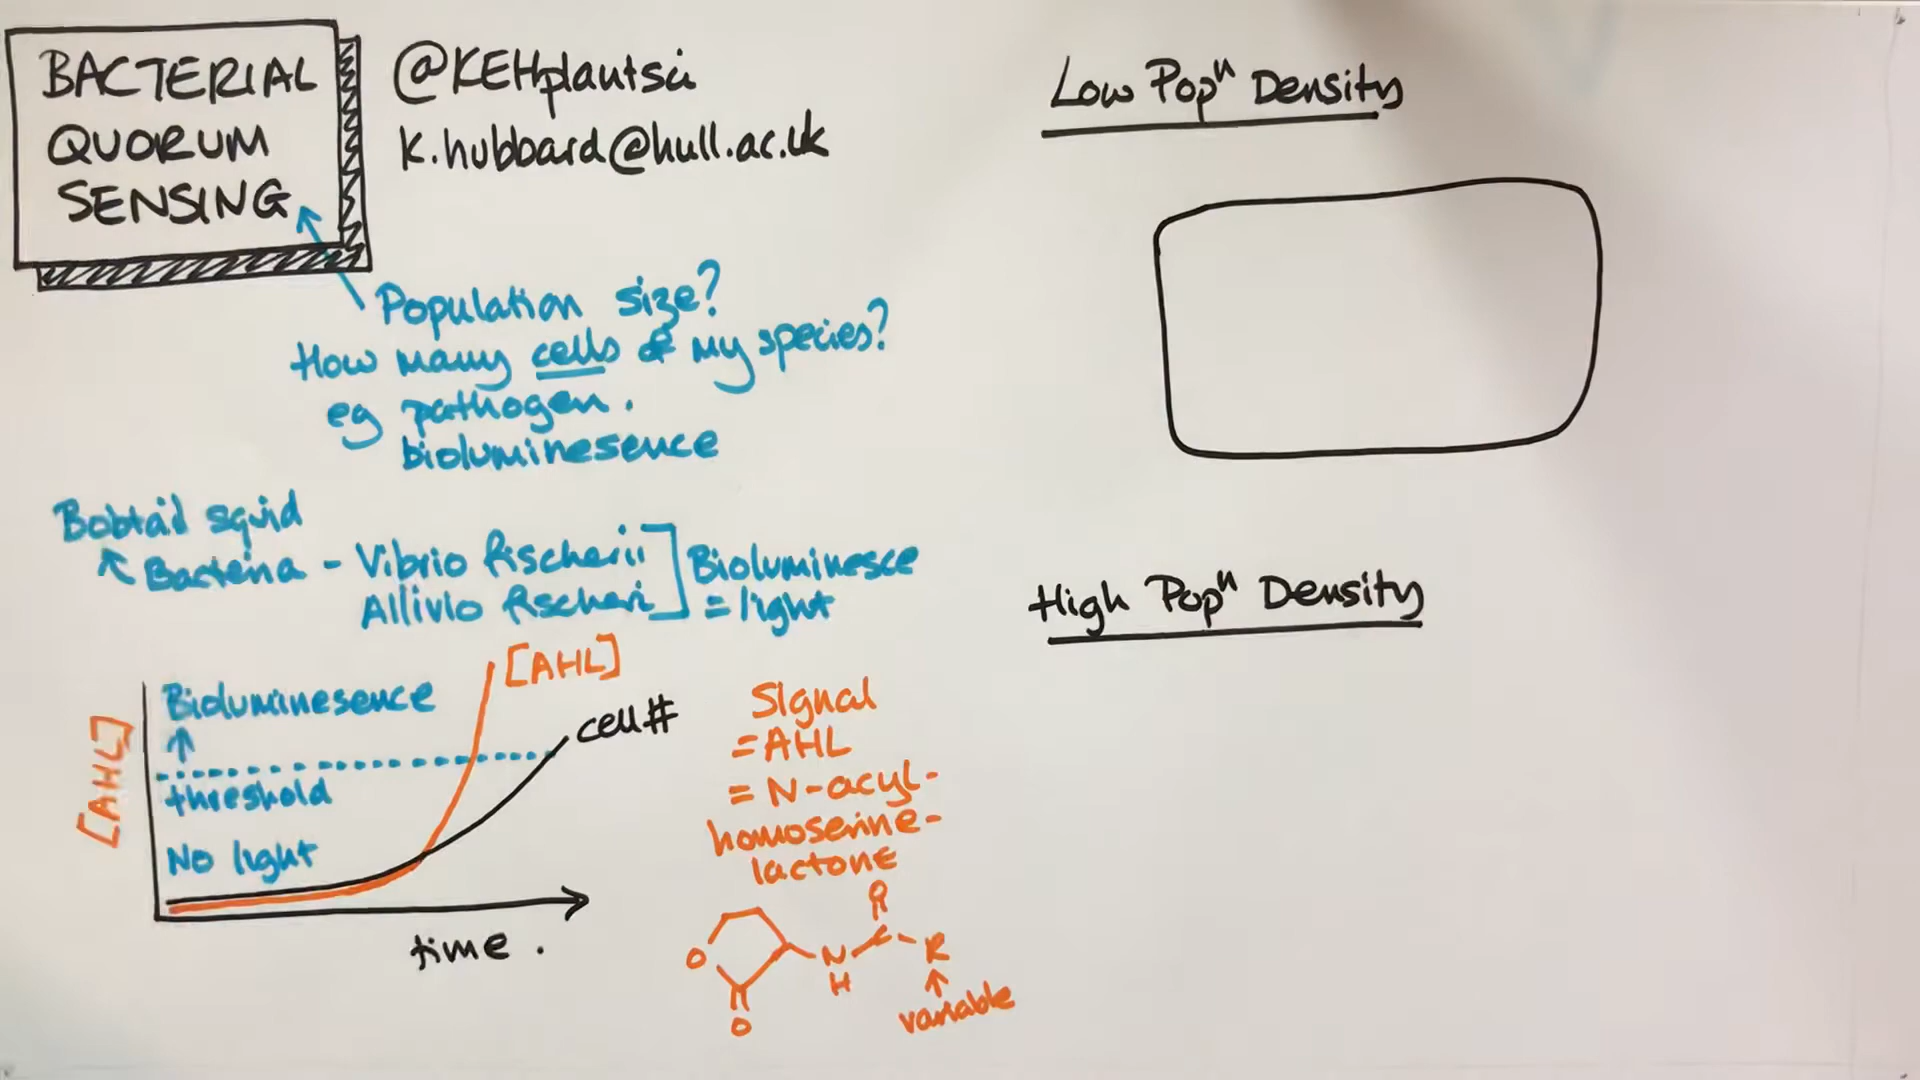 BACTERIAL
QUORUM
SENSING
@KEHplantsci
k.hubbard@hull.ac.uk
Population size?
How many cells of my species?
eg pathogen.
bioluminesence
Bobtail squid
Bacteria - Vibrio fischerii
Allivio fischeri
Bioluminesce
= light
[AHL]
Bioluminesence
threshold
No light
[AHL]
cell #
time.
Signal
= AHL
= N-acyl-
homoserine-
lactone
O
O
N
H
C
O
R
variable
Low Popⁿ Density
High Popⁿ Density